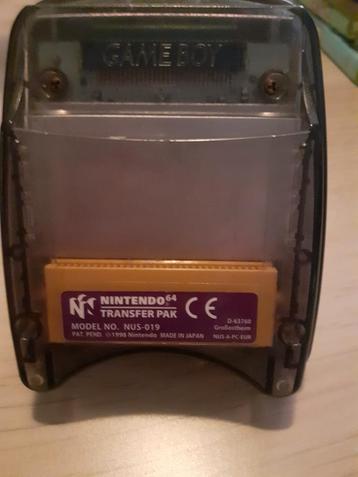 GAME BOY
NINTENDO64
TRANSFER PAK
CE
D-63760
Großostheim
MODEL NO. NUS-019
PAT. PEND. ©1998 Nintendo MADE IN JAPAN
NUS-A-PC-EUR